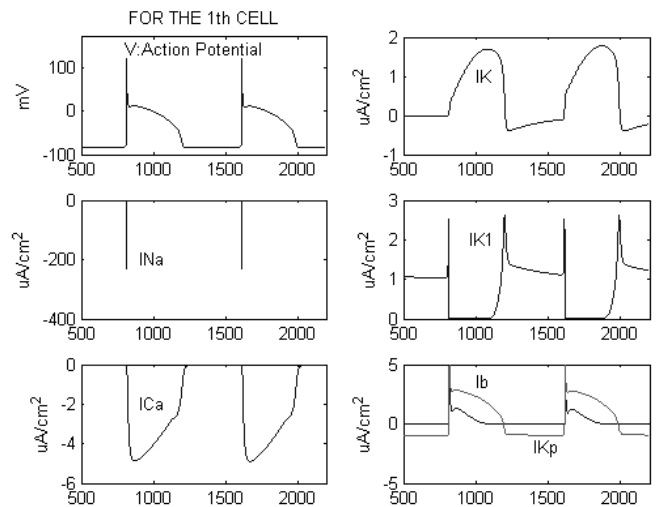 FOR THE 1th CELL
V:Action Potential
mV
100
0
-100
500 1000 1500 2000
IK
uA/cm²
2
1
0
-1
500 1000 1500 2000
INa
uA/cm²
0
-200
-400
500 1000 1500 2000
IK1
uA/cm²
3
2
1
0
500 1000 1500 2000
ICa
uA/cm²
0
-2
-4
-6
500 1000 1500 2000
Ib
IKp
uA/cm²
5
0
-5
500 1000 1500 2000